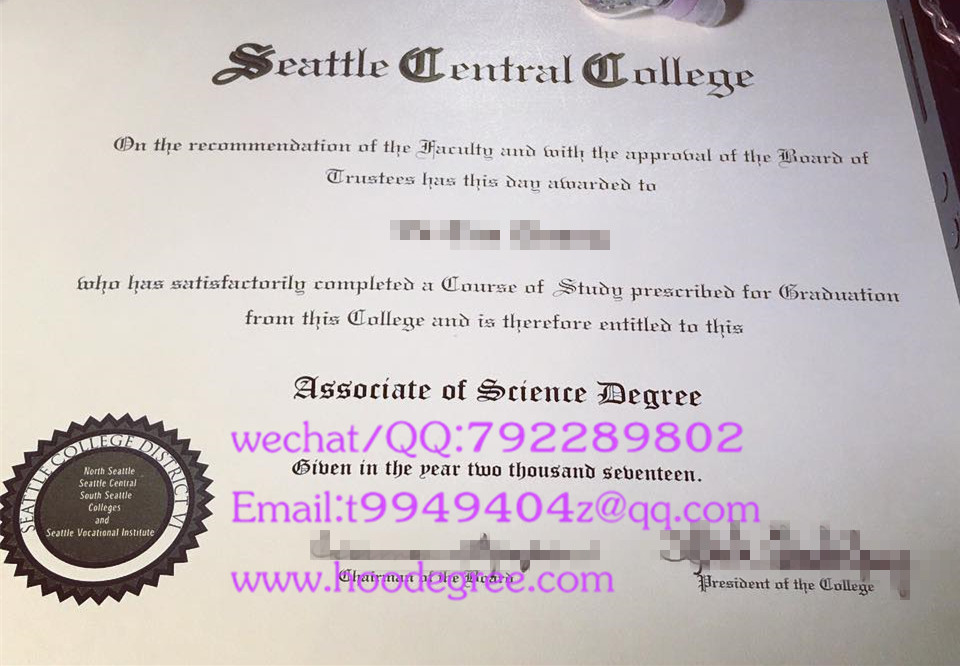 Seattle Central College
On the recommendation of the Faculty and with the approval of the Board of
Trustees has this day awarded to
who has satisfactorily completed a Course of Study prescribed for Graduation
from this College and is therefore entitled to this
Associate of Science Degree
wechat/QQ:792289802
Given in the year two thousand seventeen.
Email:t9949404z@qq.com
Chairman of the Board
www.hoodegree.com
President of the College
SEATTLE COLLEGE DISTRICT VI
North Seattle
Seattle Central
South Seattle
Colleges
and
Seattle Vocational Institute